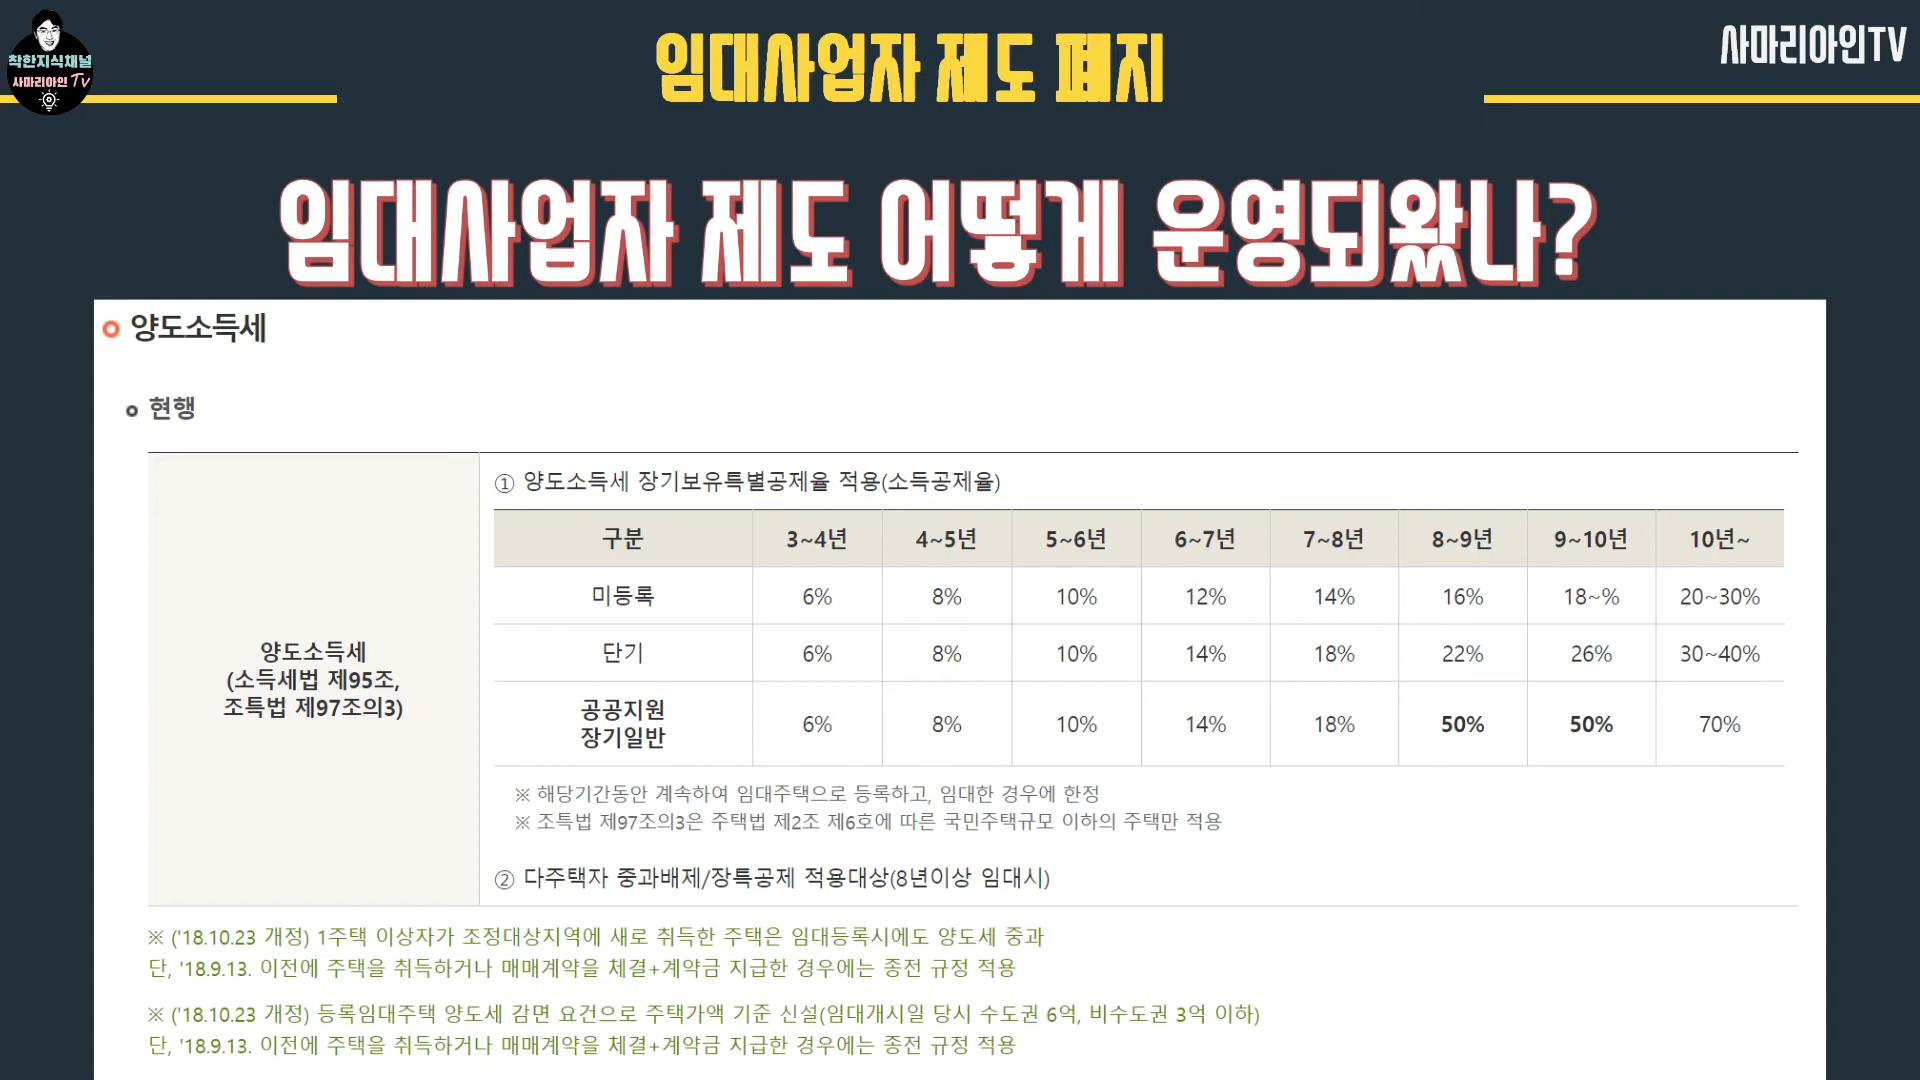 착한지식채널
사마리아인 TV
임대사업자 제도 폐지
사마리아인TV
임대사업자 제도 어떻게 운영되왔나?
양도소득세
현행
양도소득세
(소득세법 제95조,
조특법 제97조의3)
① 양도소득세 장기보유특별공제율 적용(소득공제율)
구분 3~4년 4~5년 5~6년 6~7년 7~8년 8~9년 9~10년 10년~
미등록 6% 8% 10% 12% 14% 16% 18~% 20~30%
단기 6% 8% 10% 14% 18% 22% 26% 30~40%
공공지원
장기일반 6% 8% 10% 14% 18% 50% 50% 70%
※ 해당기간동안 계속하여 임대주택으로 등록하고, 임대한 경우에 한정
※ 조특법 제97조의3은 주택법 제2조 제6호에 따른 국민주택규모 이하의 주택만 적용
② 다주택자 중과배제/장특공제 적용대상(8년이상 임대시)
※ ('18.10.23 개정) 1주택 이상자가 조정대상지역에 새로 취득한 주택은 임대등록시에도 양도세 중과
단, '18.9.13. 이전에 주택을 취득하거나 매매계약을 체결+계약금 지급한 경우에는 종전 규정 적용
※ ('18.10.23 개정) 등록임대주택 양도세 감면 요건으로 주택가액 기준 신설(임대개시일 당시 수도권 6억, 비수도권 3억 이하)
단, '18.9.13. 이전에 주택을 취득하거나 매매계약을 체결+계약금 지급한 경우에는 종전 규정 적용